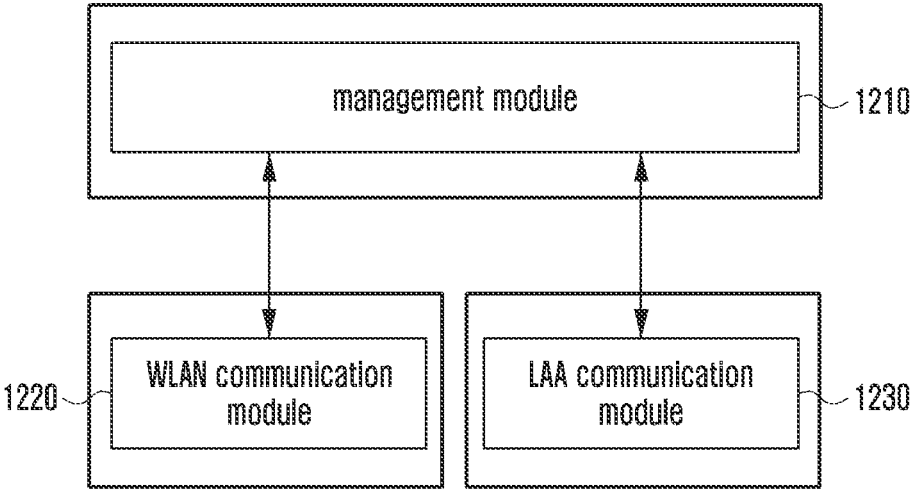 management module
1210
WLAN communication
module
1220
LAA communication
module
1230